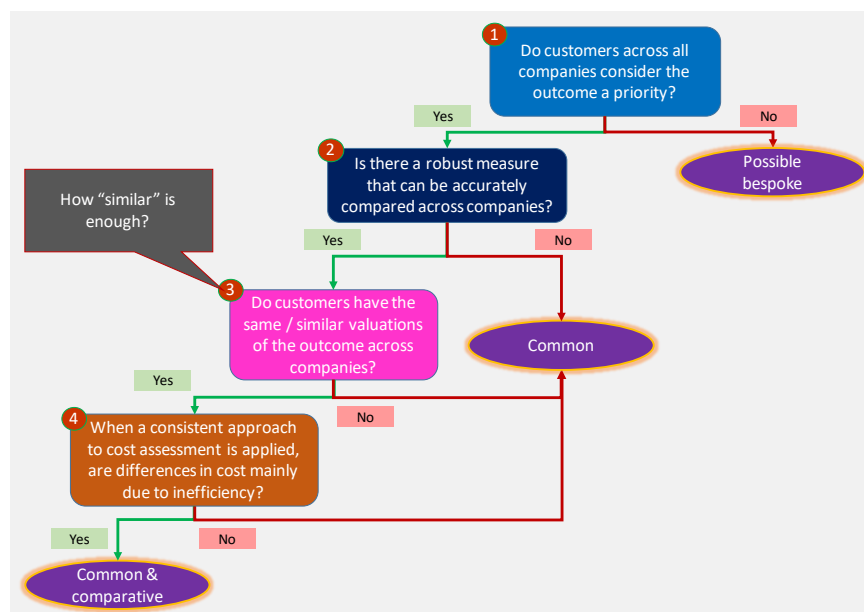 1
Do customers across all
companies consider the
outcome a priority?
Yes
No
2
Is there a robust measure
that can be accurately
compared across companies?
Possible
bespoke
How “similar” is
enough?
Yes
No
3
Do customers have the
same / similar valuations
of the outcome across
companies?
Common
Yes
No
4
When a consistent approach
to cost assessment is applied,
are differences in cost mainly
due to inefficiency?
Yes
No
Common &
comparative